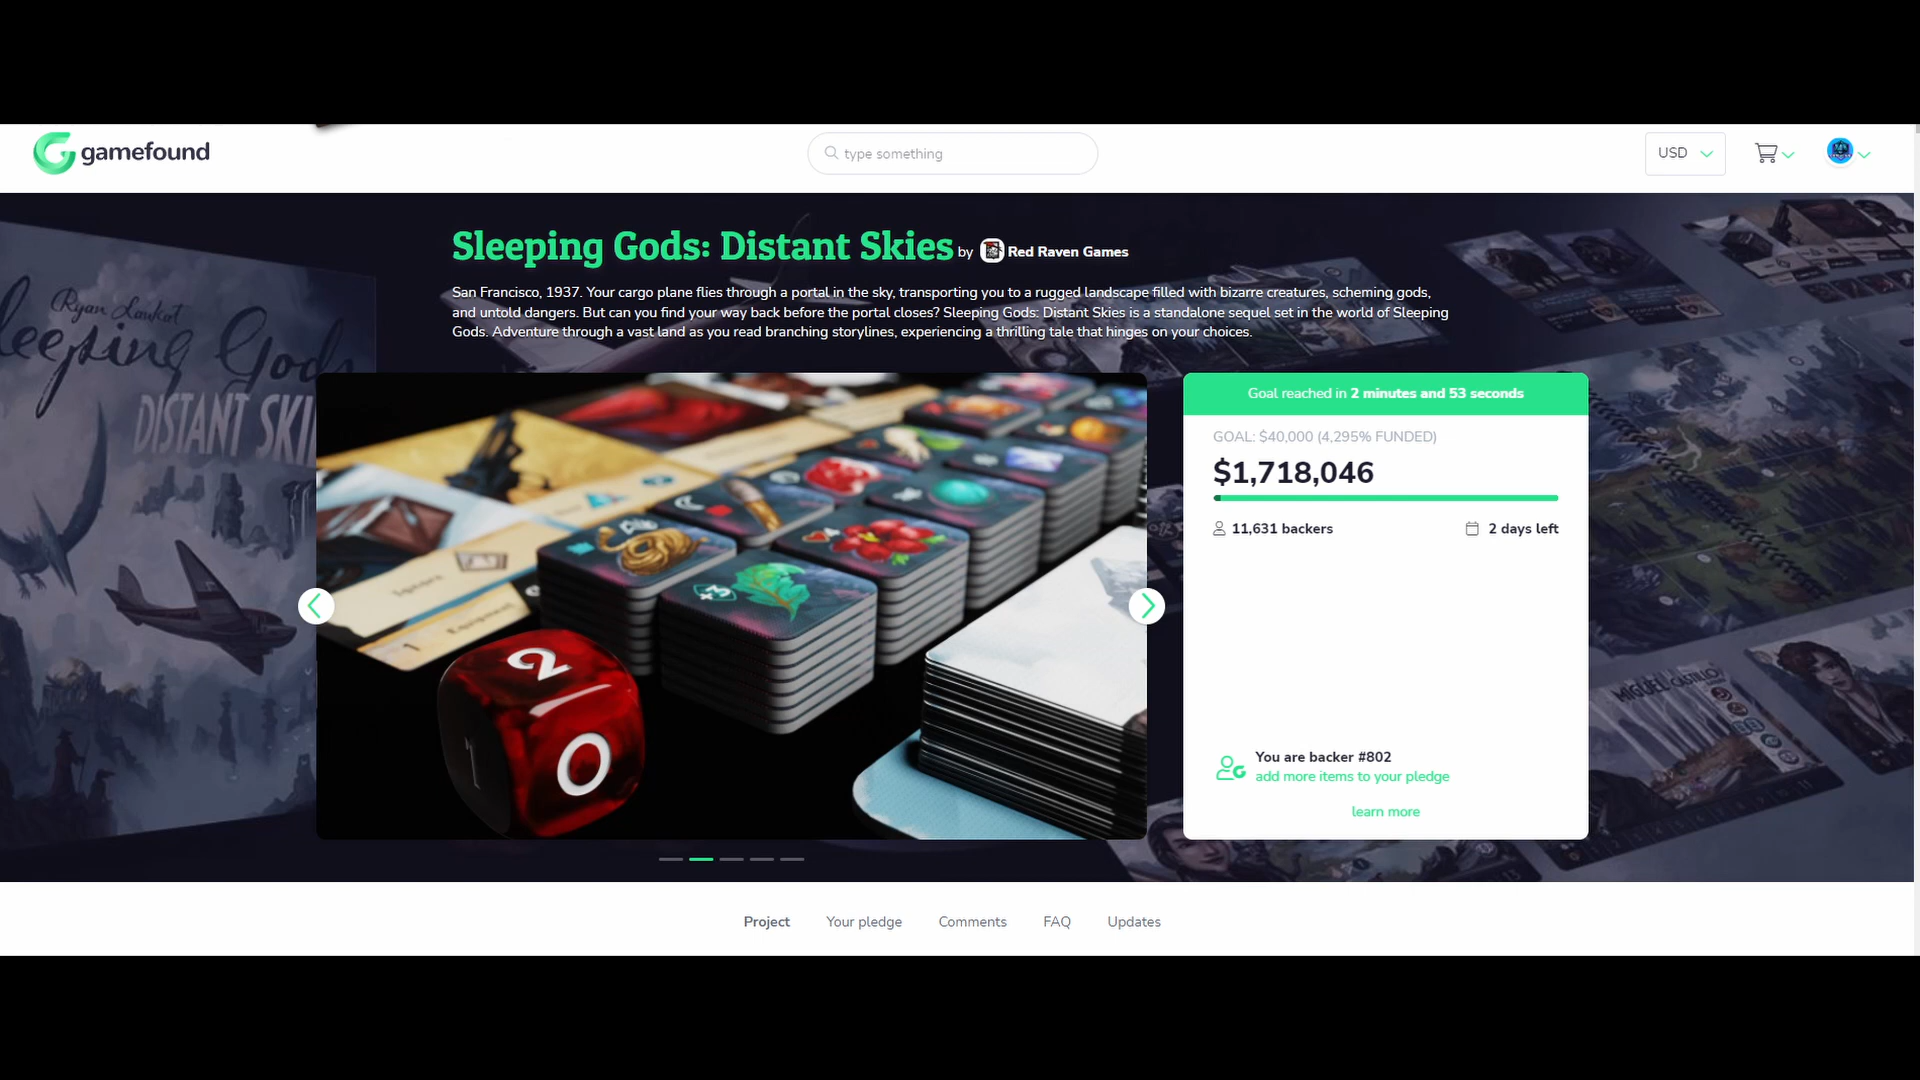 gamefound
type something
USD
Sleeping Gods: Distant Skies by Red Raven Games
San Francisco, 1937. Your cargo plane flies through a portal in the sky, transporting you to a rugged landscape filled with bizarre creatures, scheming gods,
and untold dangers. But can you find your way back before the portal closes? Sleeping Gods: Distant Skies is a standalone sequel set in the world of Sleeping
Gods. Adventure through a vast land as you read branching storylines, experiencing a thrilling tale that hinges on your choices.
Ryan Laukat
Sleeping Gods
DISTANT SKI
Goal reached in 2 minutes and 53 seconds
GOAL: $40,000 (4,295% FUNDED)
$1,718,046
11,631 backers
2 days left
+3
2
0
1
MIGUEL CASTILLO
You are backer #802
add more items to your pledge
learn more
Project
Your pledge
Comments
FAQ
Updates